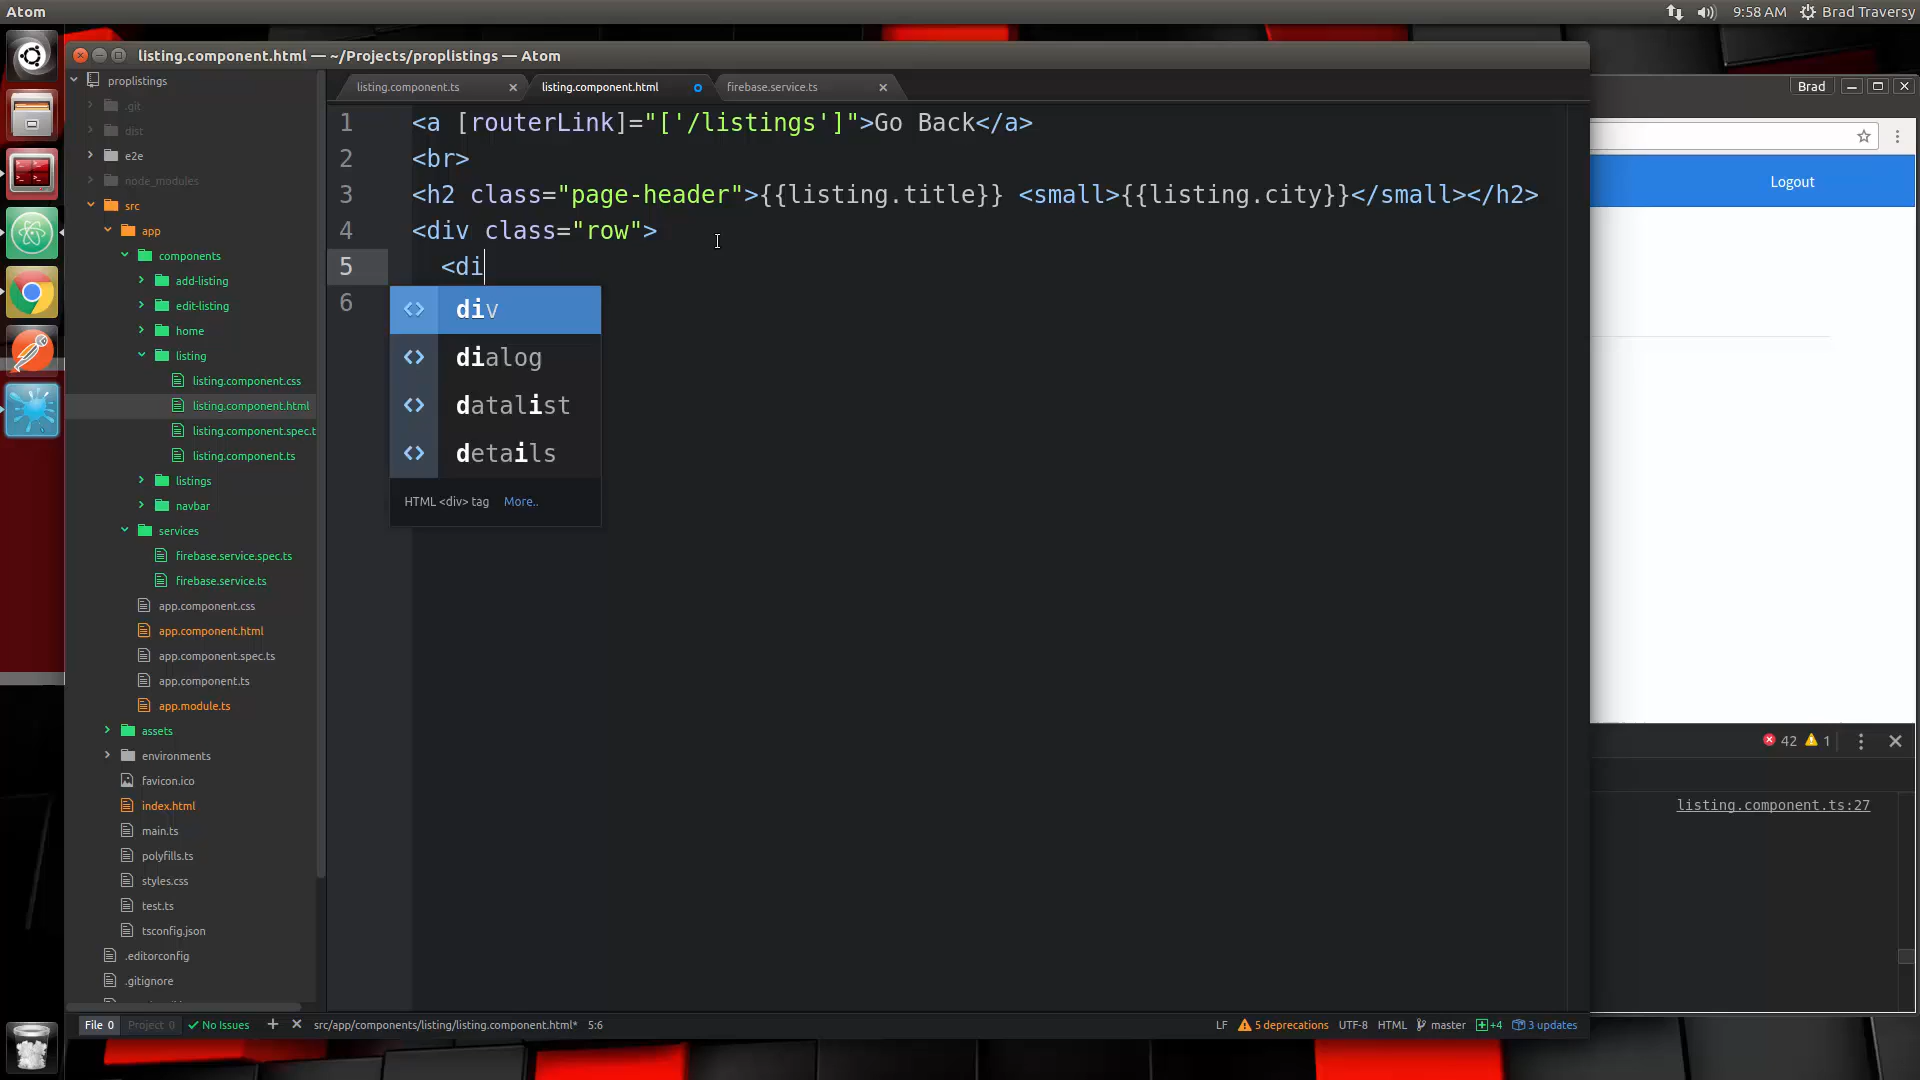 Atom
9:58 AM
Brad Traversy
listing.component.html — ~/Projects/proplistings — Atom
Brad
proplistings
.git
dist
e2e
node_modules
src
app
components
add-listing
edit-listing
home
listing
listing.component.css
listing.component.html
listing.component.spec.t
listing.component.ts
listings
navbar
services
firebase.service.spec.ts
firebase.service.ts
app.component.css
app.component.html
app.component.spec.ts
app.component.ts
app.module.ts
assets
environments
favicon.ico
index.html
main.ts
polyfills.ts
styles.css
test.ts
tsconfig.json
.editorconfig
.gitignore
listing.component.ts
listing.component.html
firebase.service.ts
1 <a [routerLink]="['/listings']">Go Back</a>
2 <br>
3 <h2 class="page-header">{{listing.title}} <small>{{listing.city}}</small></h2>
4 <div class="row">
5 <di
6
div
dialog
datalist
details
HTML <div> tag More..
Logout
42 1
listing.component.ts:27
File 0 Project 0 No Issues + src/app/components/listing/listing.component.html* 5:6
LF 5 deprecations UTF-8 HTML master +4 3 updates